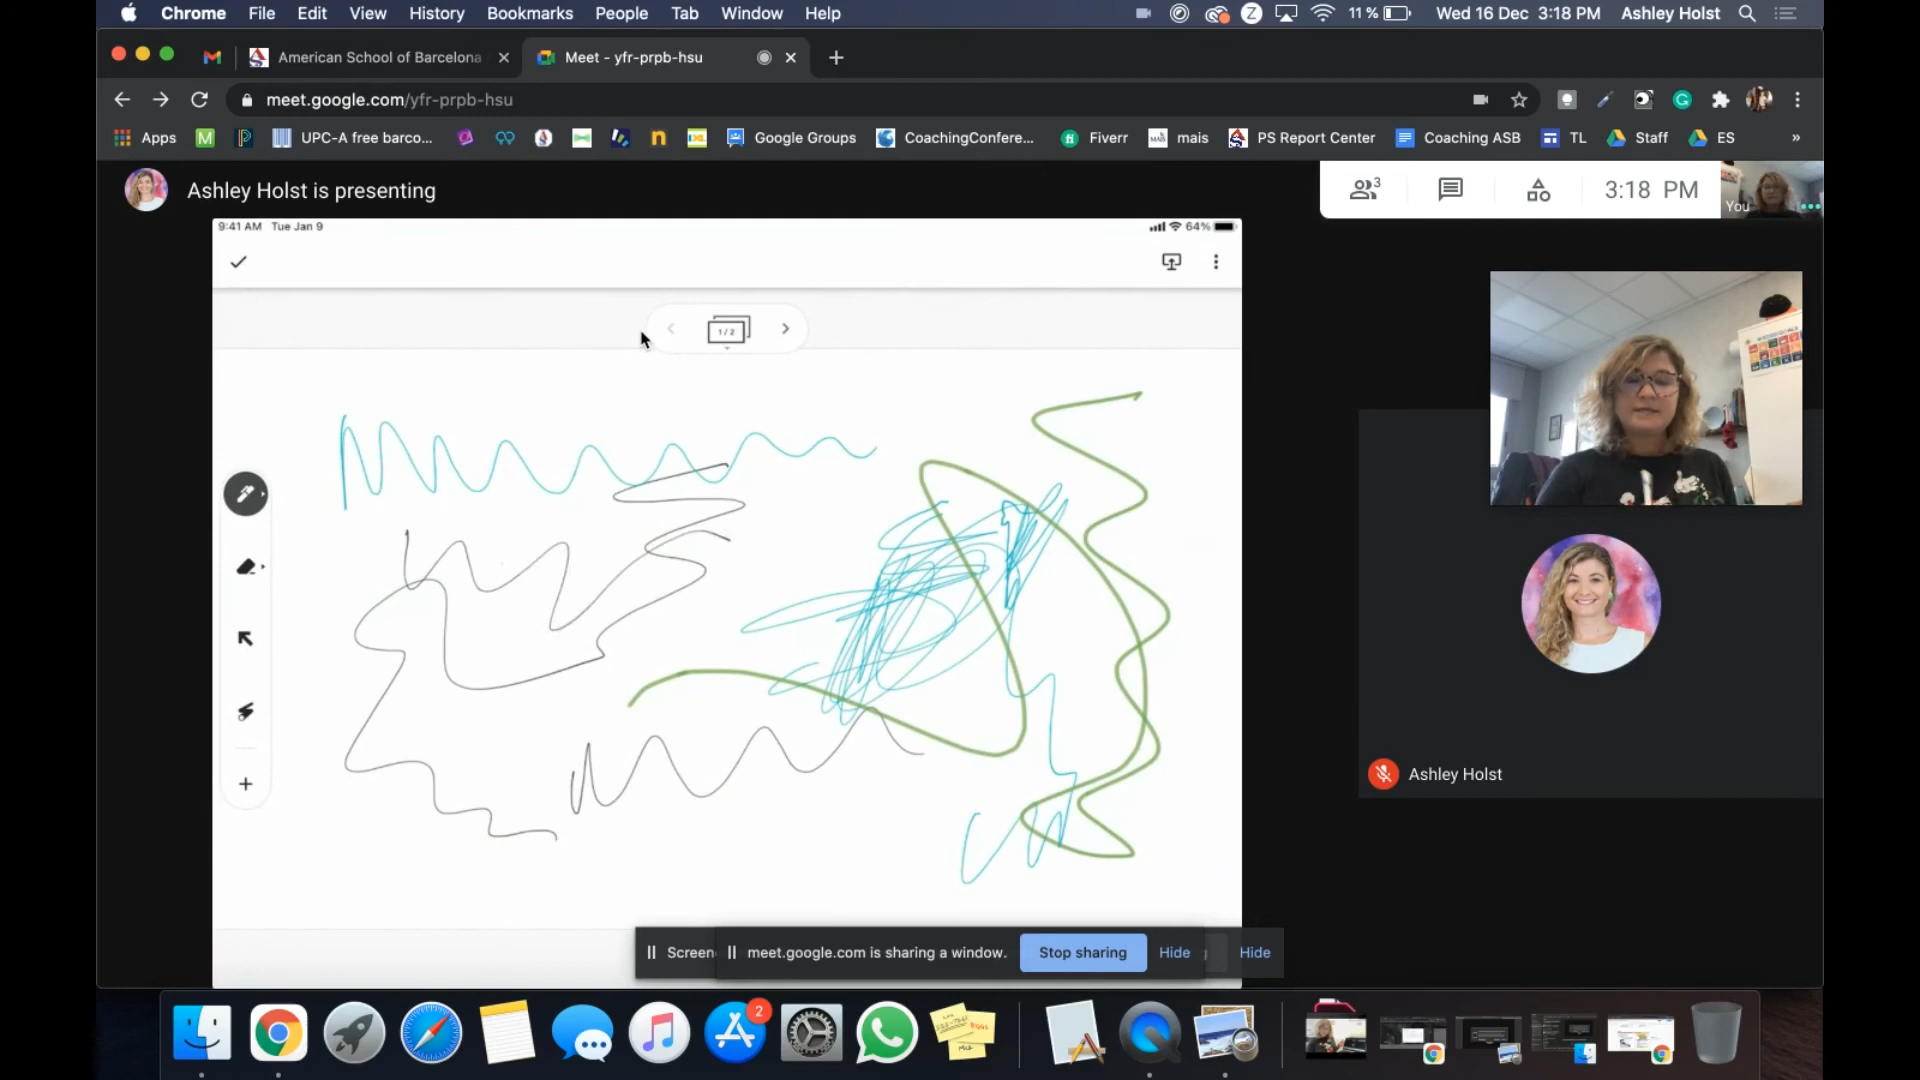 Chrome File Edit View History Bookmarks People Tab Window Help
Z 11 % Wed 16 Dec 3:18 PM Ashley Holst
American School of Barcelona
Meet - yfr-prpb-hsu
meet.google.com/yfr-prpb-hsu
Apps UPC-A free barco... Google Groups CoachingConfere... Fiverr mais PS Report Center Coaching ASB TL Staff ES »
Ashley Holst is presenting
3
3:18 PM
You
9:41 AM Tue Jan 9
64%
1 / 2
Ashley Holst
Screen
meet.google.com is sharing a window. Stop sharing Hide
Hide
2